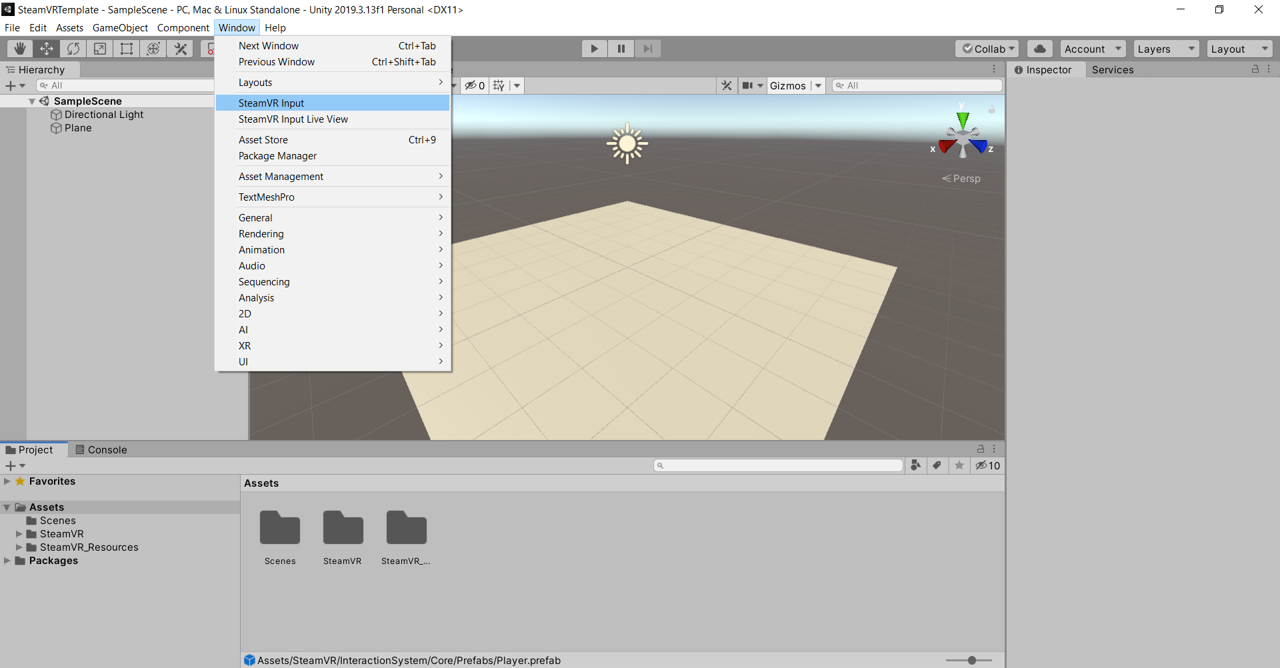 SteamVRTemplate - SampleScene - PC, Mac & Linux Standalone - Unity 2019.3.13f1 Personal <DX11>
File Edit Assets GameObject Component Window Help
Collab Account Layers Layout
Hierarchy
All
SampleScene
Directional Light
Plane
Next Window Ctrl+Tab
Previous Window Ctrl+Shift+Tab
Layouts
SteamVR Input
SteamVR Input Live View
Asset Store Ctrl+9
Package Manager
Asset Management
TextMeshPro
General
Rendering
Animation
Audio
Sequencing
Analysis
2D
AI
XR
UI
0 Gizmos All
y
x z
Persp
Inspector Services
Project Console
10
Favorites
Assets
Scenes
SteamVR
SteamVR_Resources
Packages
Assets
Scenes SteamVR SteamVR_...
Assets/SteamVR/InteractionSystem/Core/Prefabs/Player.prefab